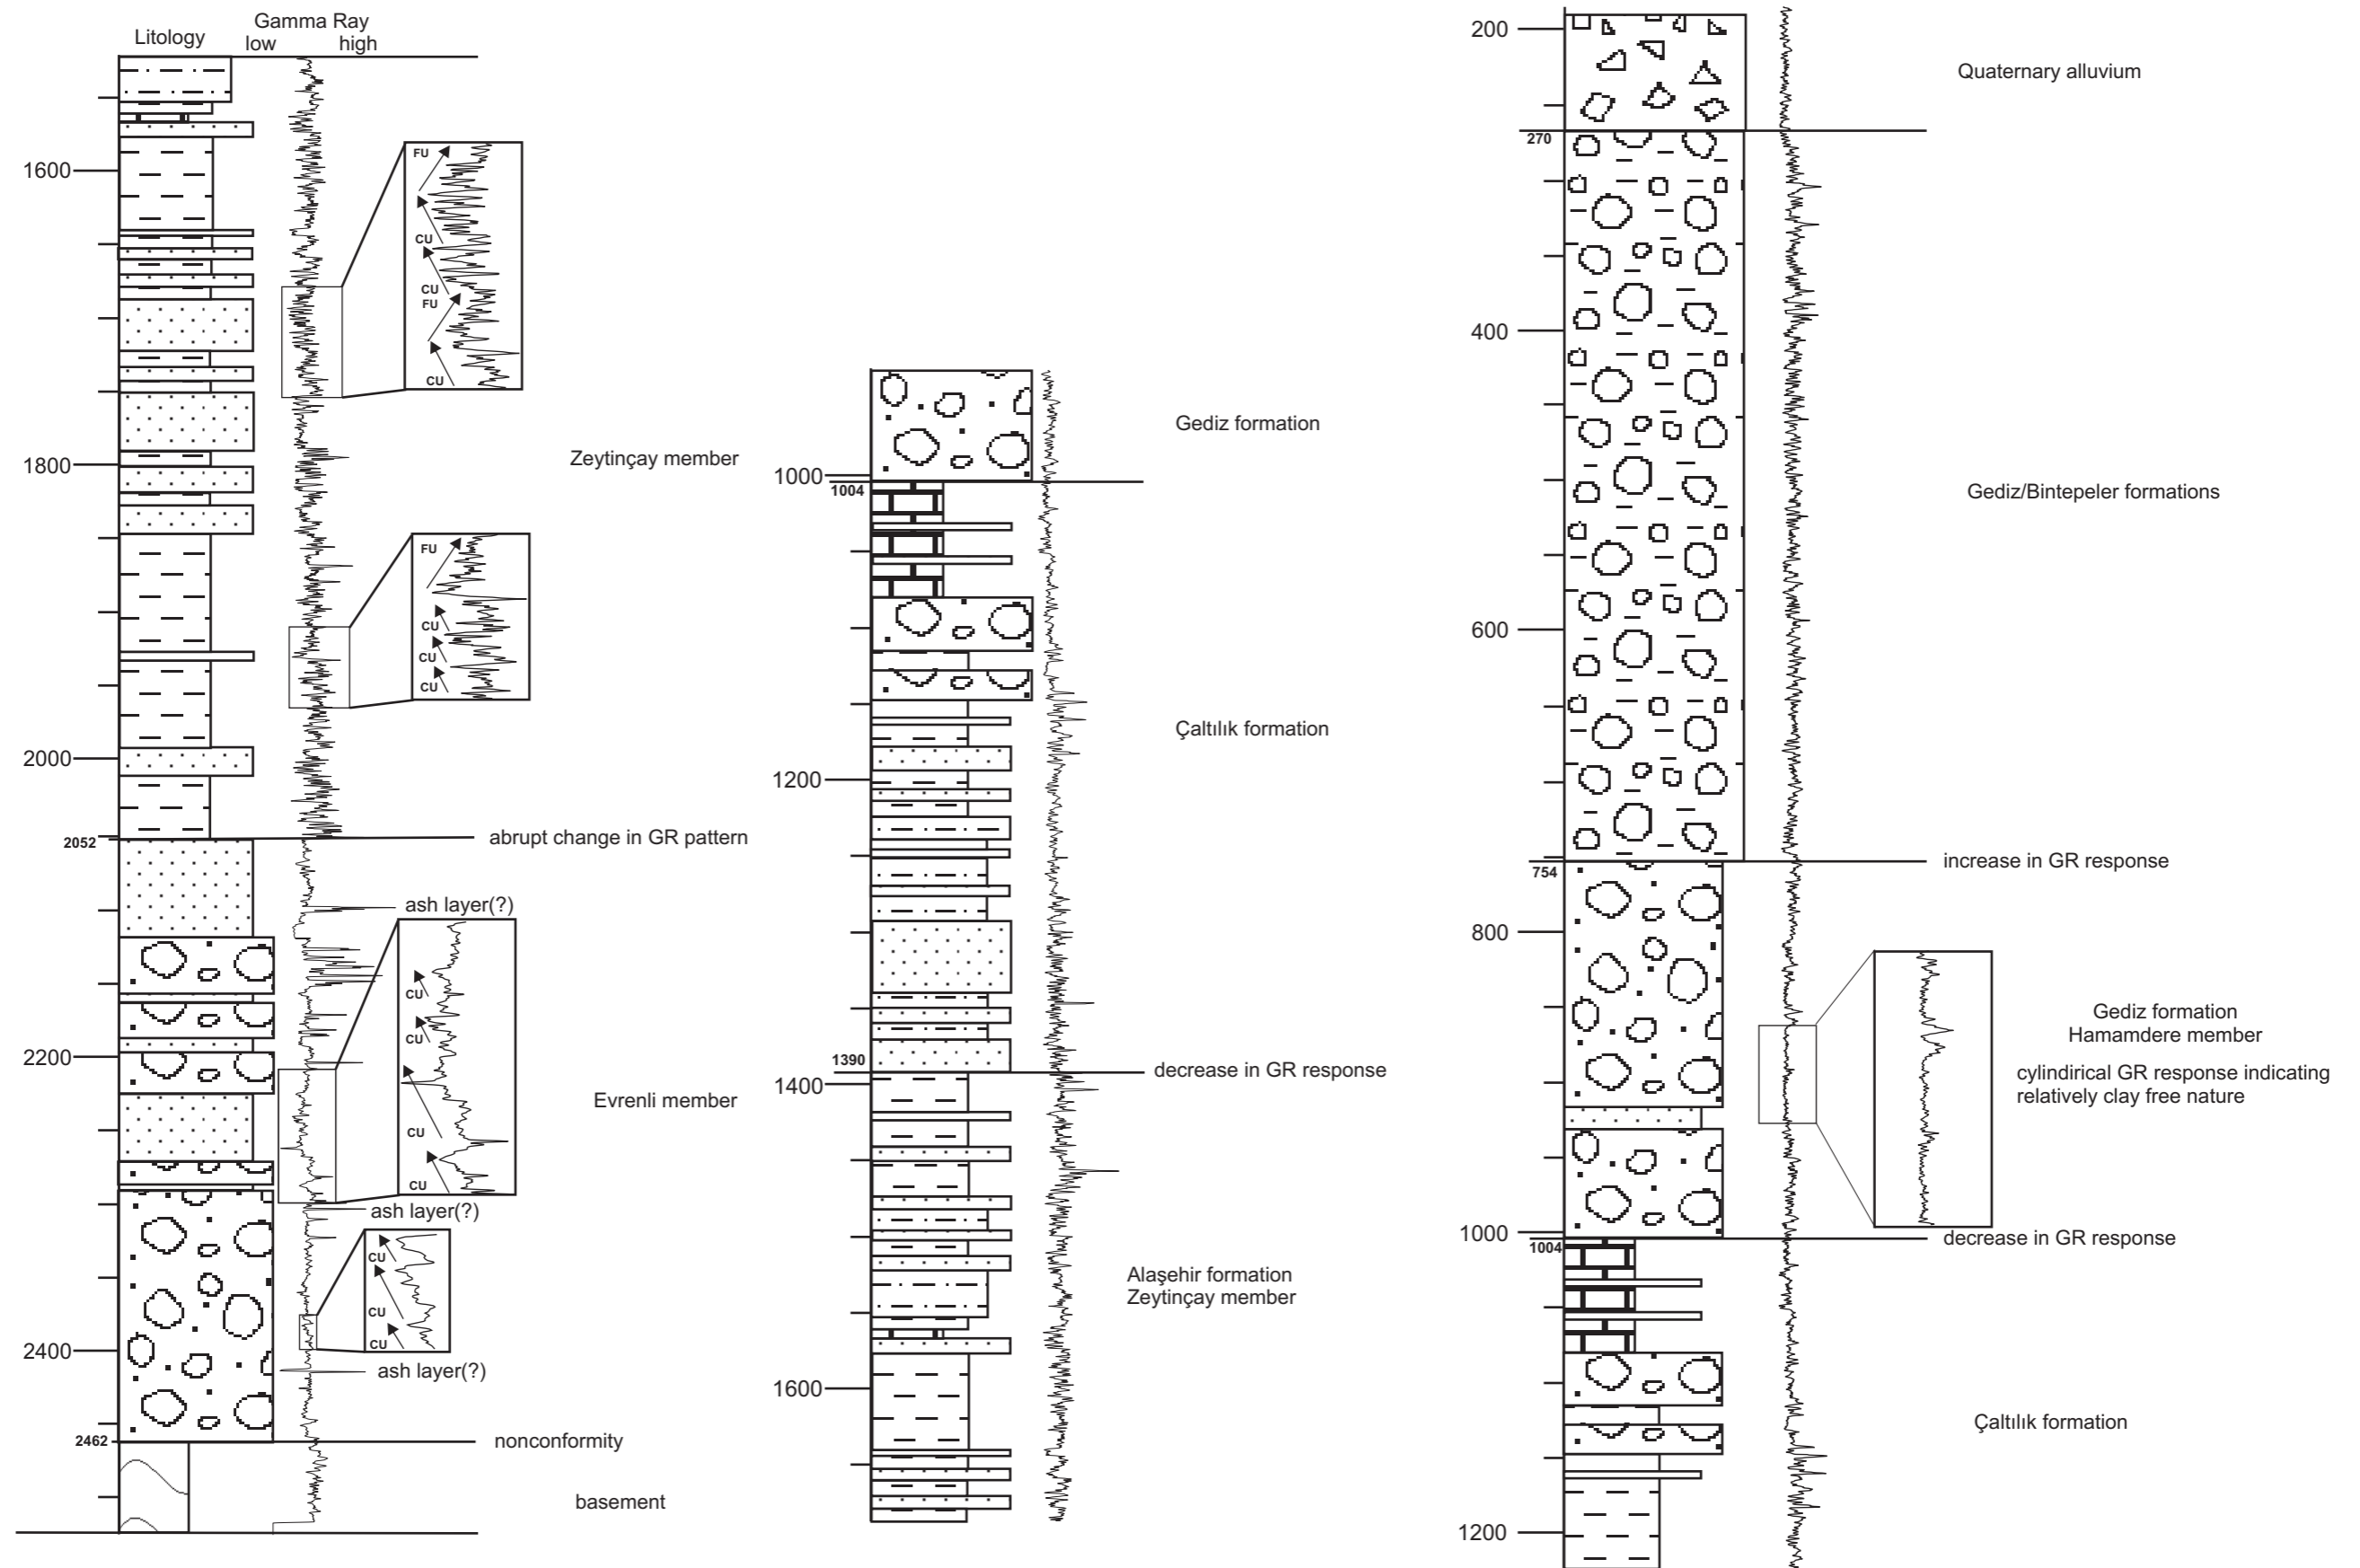 Gamma Ray
Litology
low
high
1600
1800
2000
2052
2200
2400
2462
FU
CU
CU
FU
CU
Zeytinçay member
FU
CU
CU
CU
abrupt change in GR pattern
ash layer(?)
CU
CU
CU
CU
Evrenli member
ash layer(?)
CU
CU
CU
ash layer(?)
nonconformity
basement
1000
1004
1200
1390
1400
1600
Gediz formation
Çaltılık formation
decrease in GR response
Alaşehir formation
Zeytinçay member
200
270
400
600
754
800
1000
1004
1200
Quaternary alluvium
Gediz/Bintepeler formations
increase in GR response
Gediz formation
Hamamdere member
cylindirical GR response indicating
relatively clay free nature
decrease in GR response
Çaltılık formation